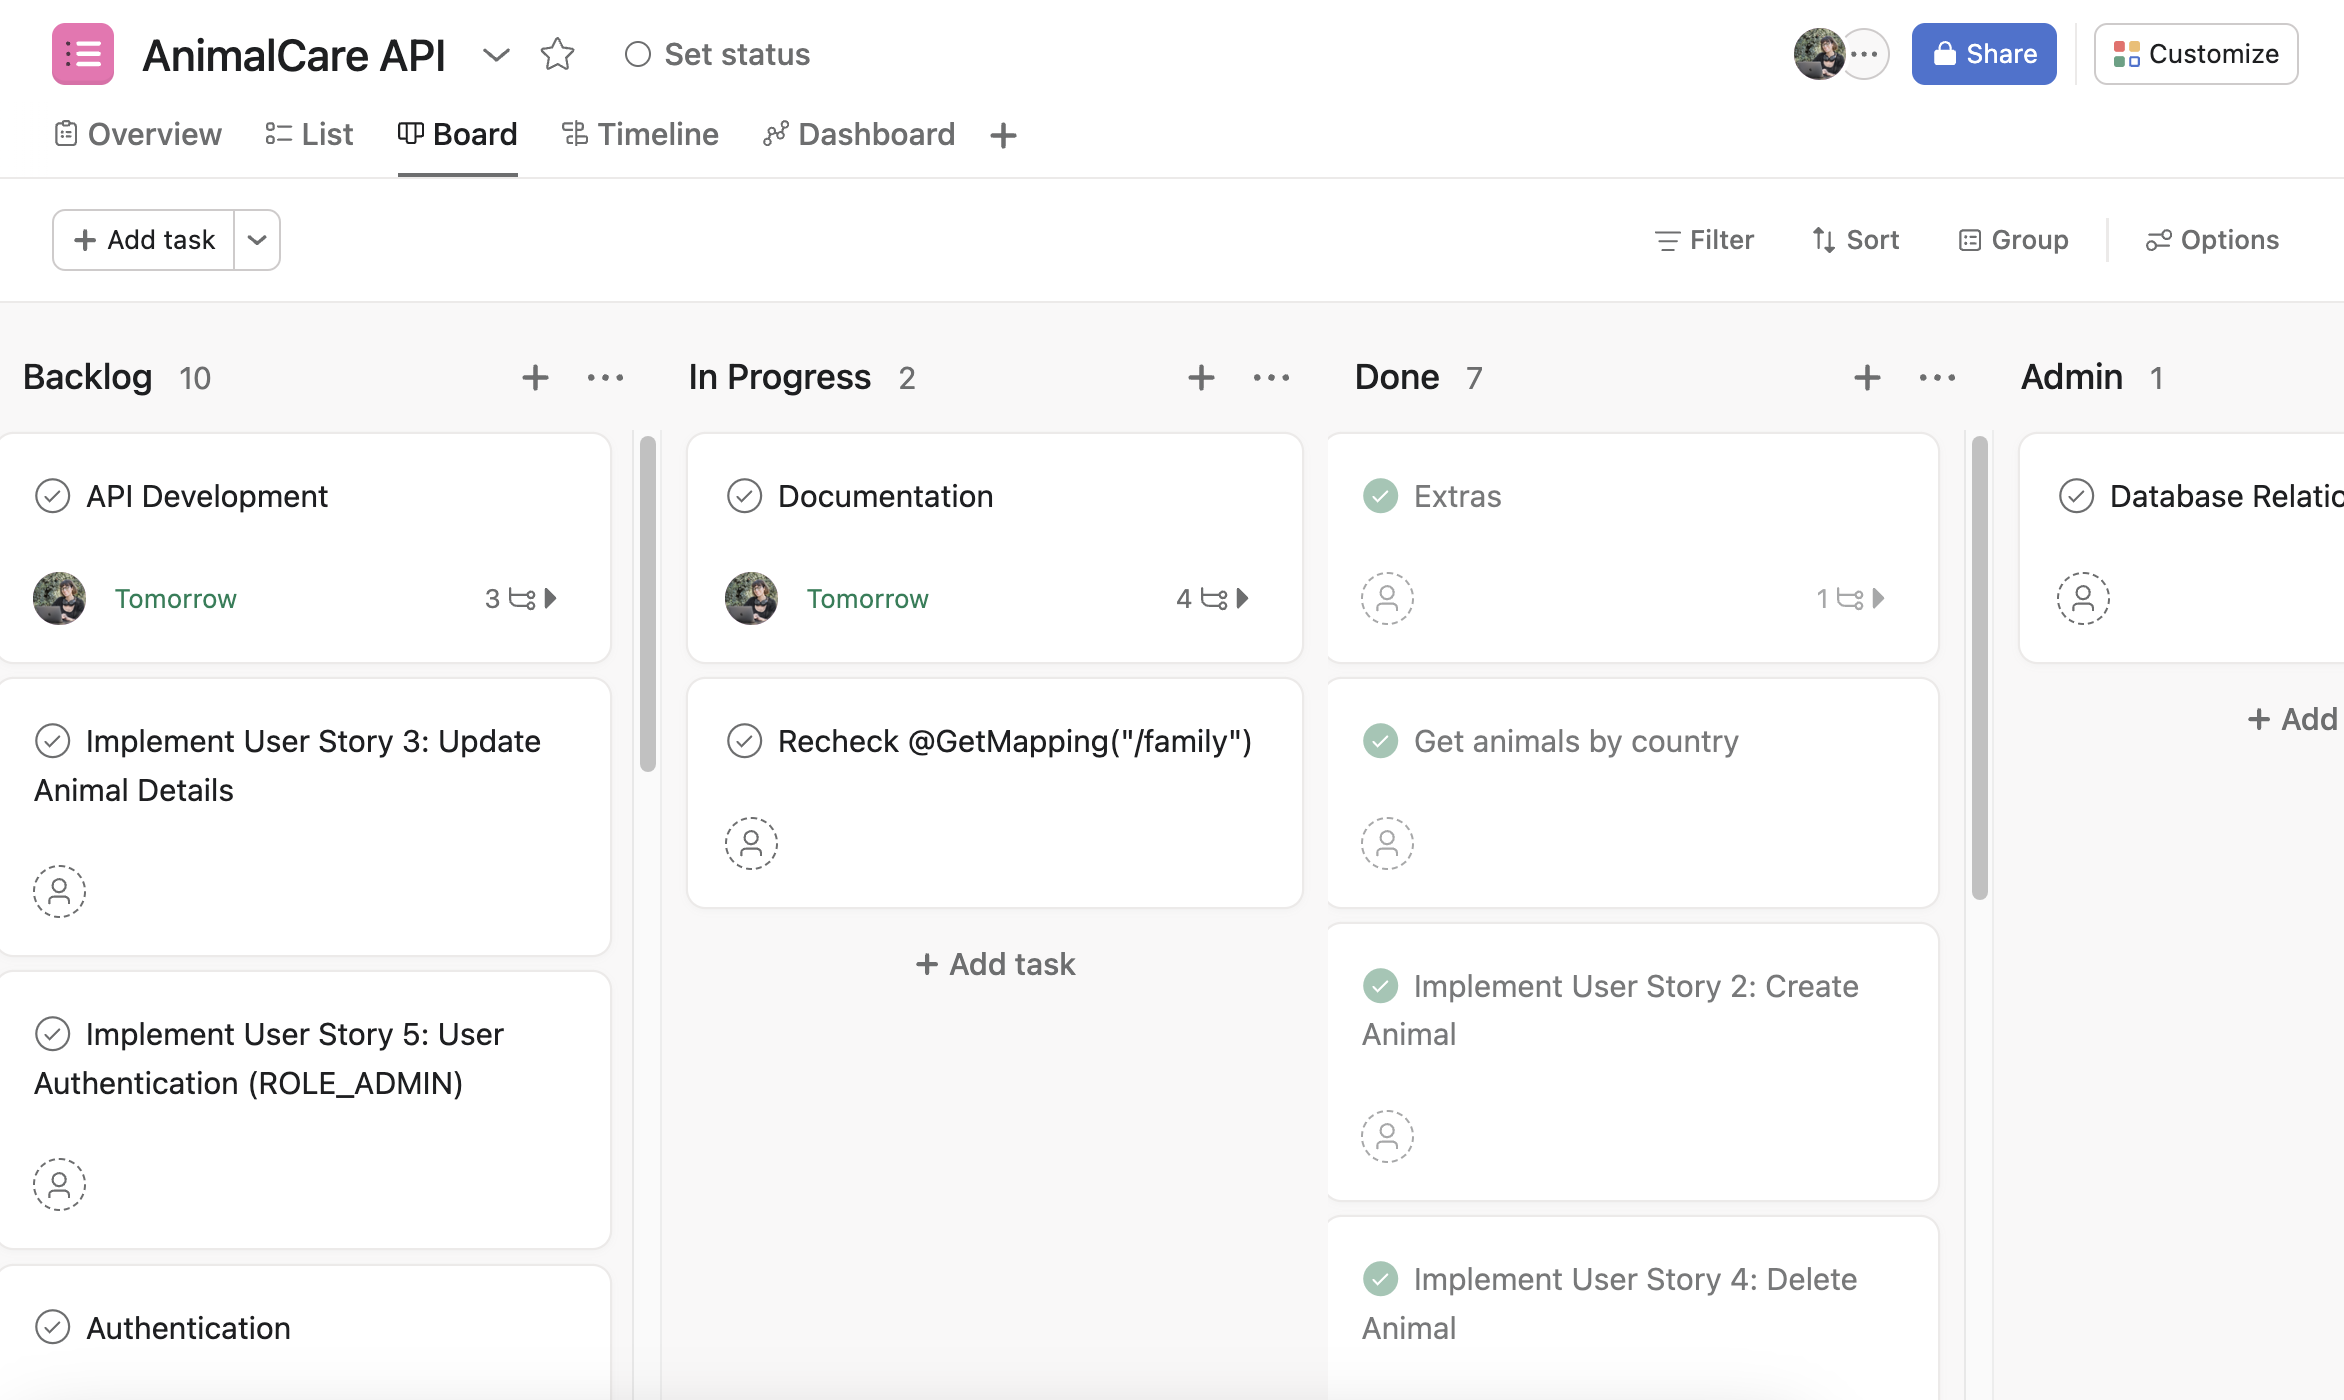 AnimalCare API
Set status
Share
Customize
Overview
List
Board
Timeline
Dashboard
Add task
Filter
Sort
Group
Options
Backlog 10
API Development
Tomorrow
3
Implement User Story 3: Update
Animal Details
Implement User Story 5: User
Authentication (ROLE_ADMIN)
Authentication
In Progress 2
Documentation
Tomorrow
4
Recheck @GetMapping("/family")
+ Add task
Done 7
Extras
1
Get animals by country
Implement User Story 2: Create
Animal
Implement User Story 4: Delete
Animal
Admin 1
Database Relatio
+ Add